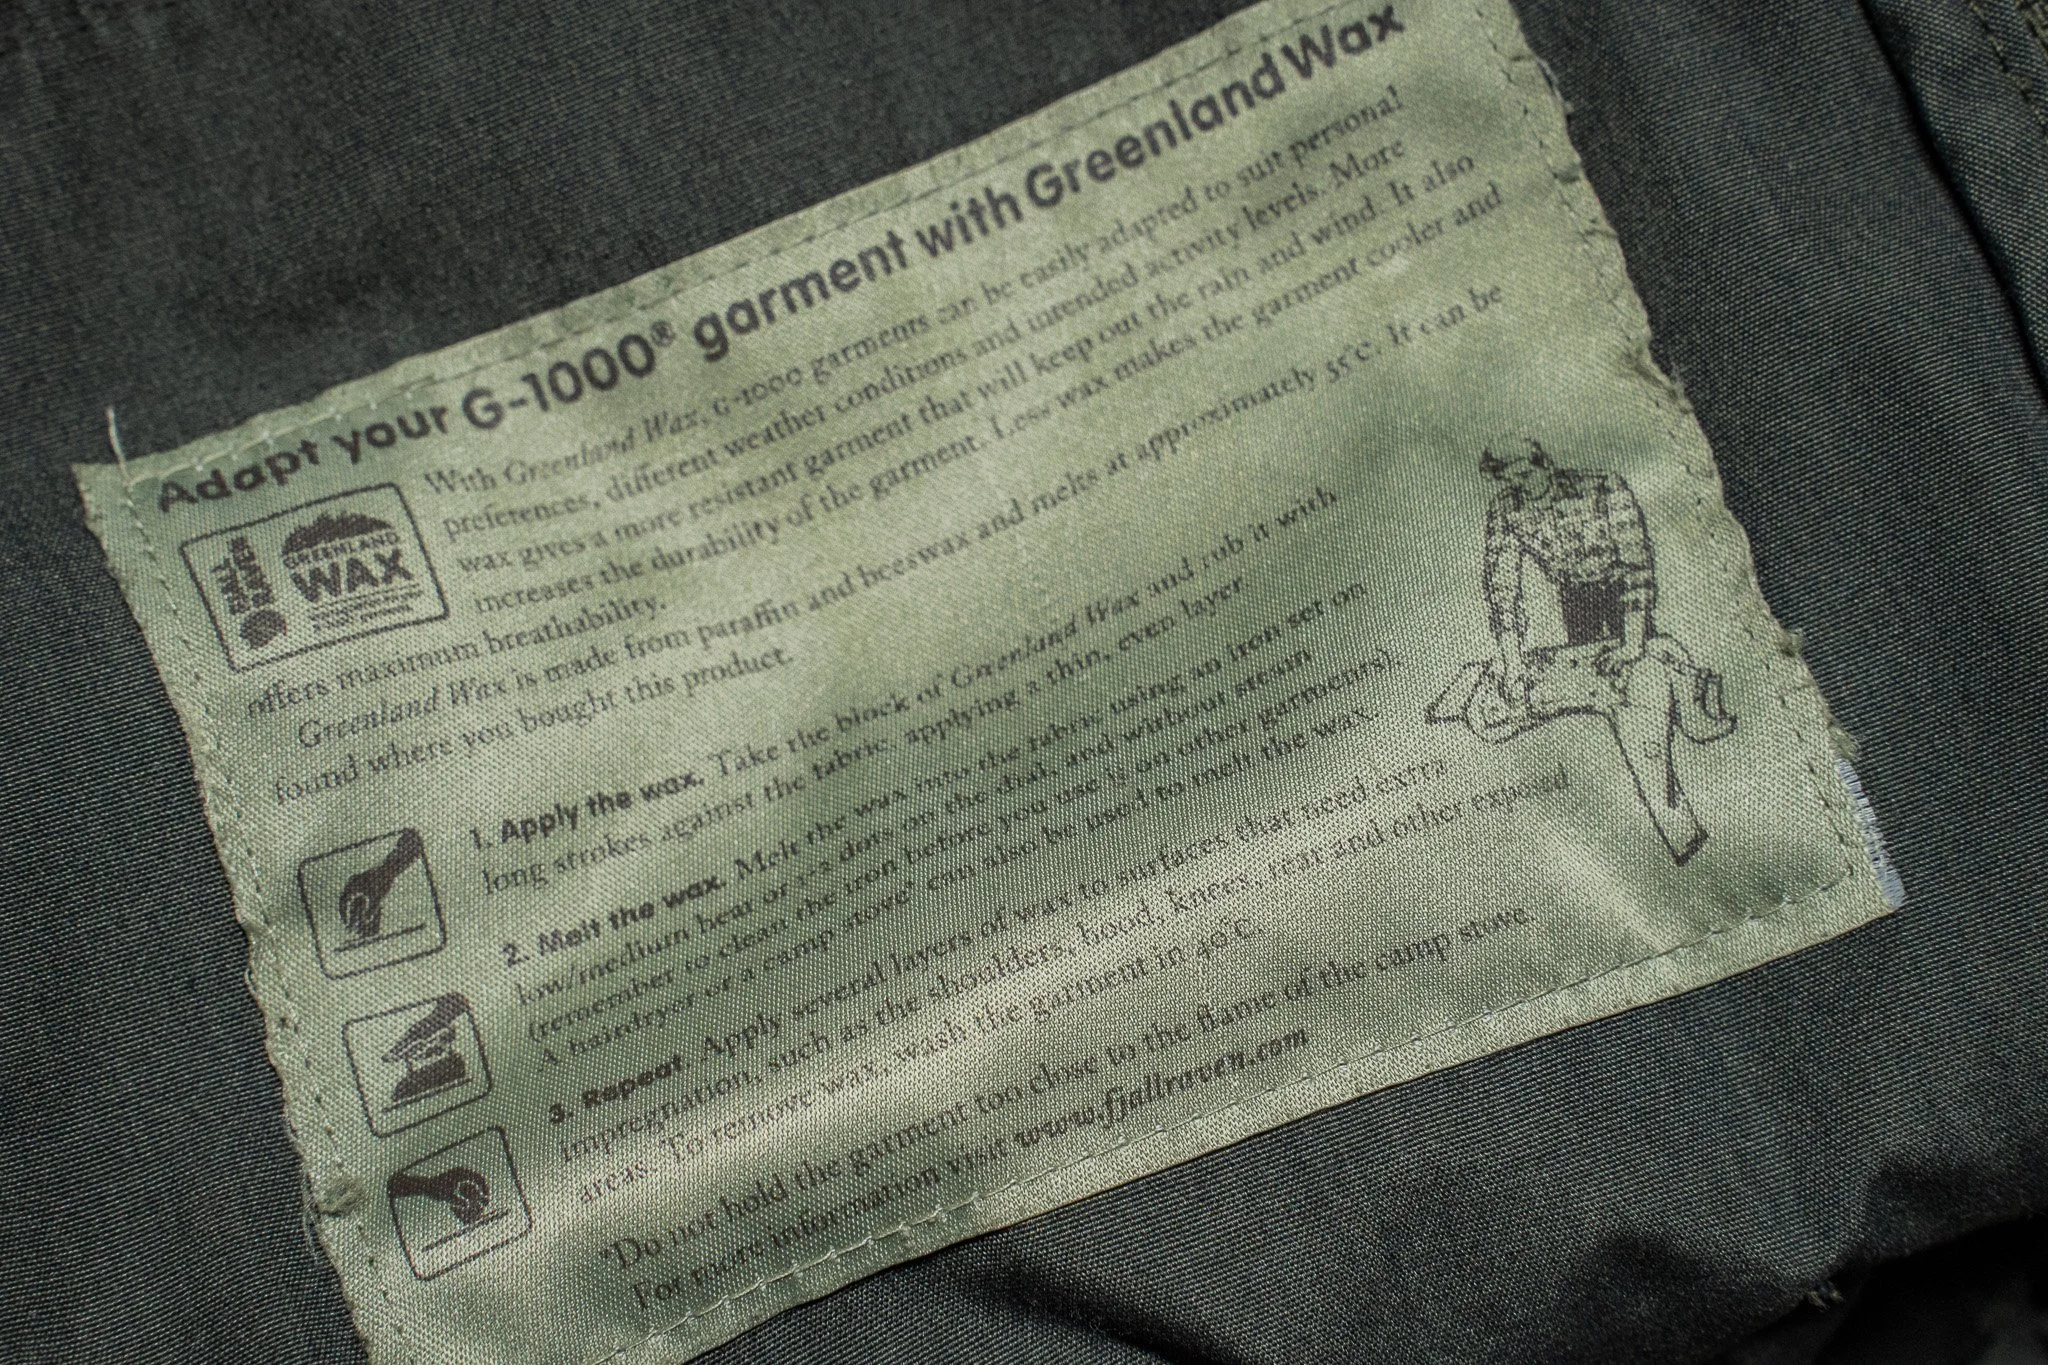 Adapt your G-1000® garment with Greenland Wax
GREENLAND
WAX
With Greenland Wax, G-1000 garments can be easily adapted to suit personal
preferences, different weather conditions and intended activity levels. More
wax gives a more resistant garment that will keep out the rain and wind. It also
increases the durability of the garment. Less wax makes the garment cooler and
offers maximum breathability.
Greenland Wax is made from paraffin and beeswax and melts at approximately 55°C. It can be
found where you bought this product.
1. Apply the wax. Take the block of Greenland Wax and rub it with
long strokes against the fabric, applying a thin, even layer.
2. Melt the wax. Melt the wax into the fabric using an iron set on
low/medium heat or 1-2 dots on the dial, and without steam
(remember to clean the iron before you use it on other garments).
A hairdryer or a camp stove* can also be used to melt the wax.
3. Repeat. Apply several layers of wax to surfaces that need extra
impregnation, such as the shoulders, hood, knees, rear and other exposed
areas. To remove wax, wash the garment in 40°C.
*Do not hold the garment too close to the flame of the camp stove.
For more information visit www.fjallraven.com